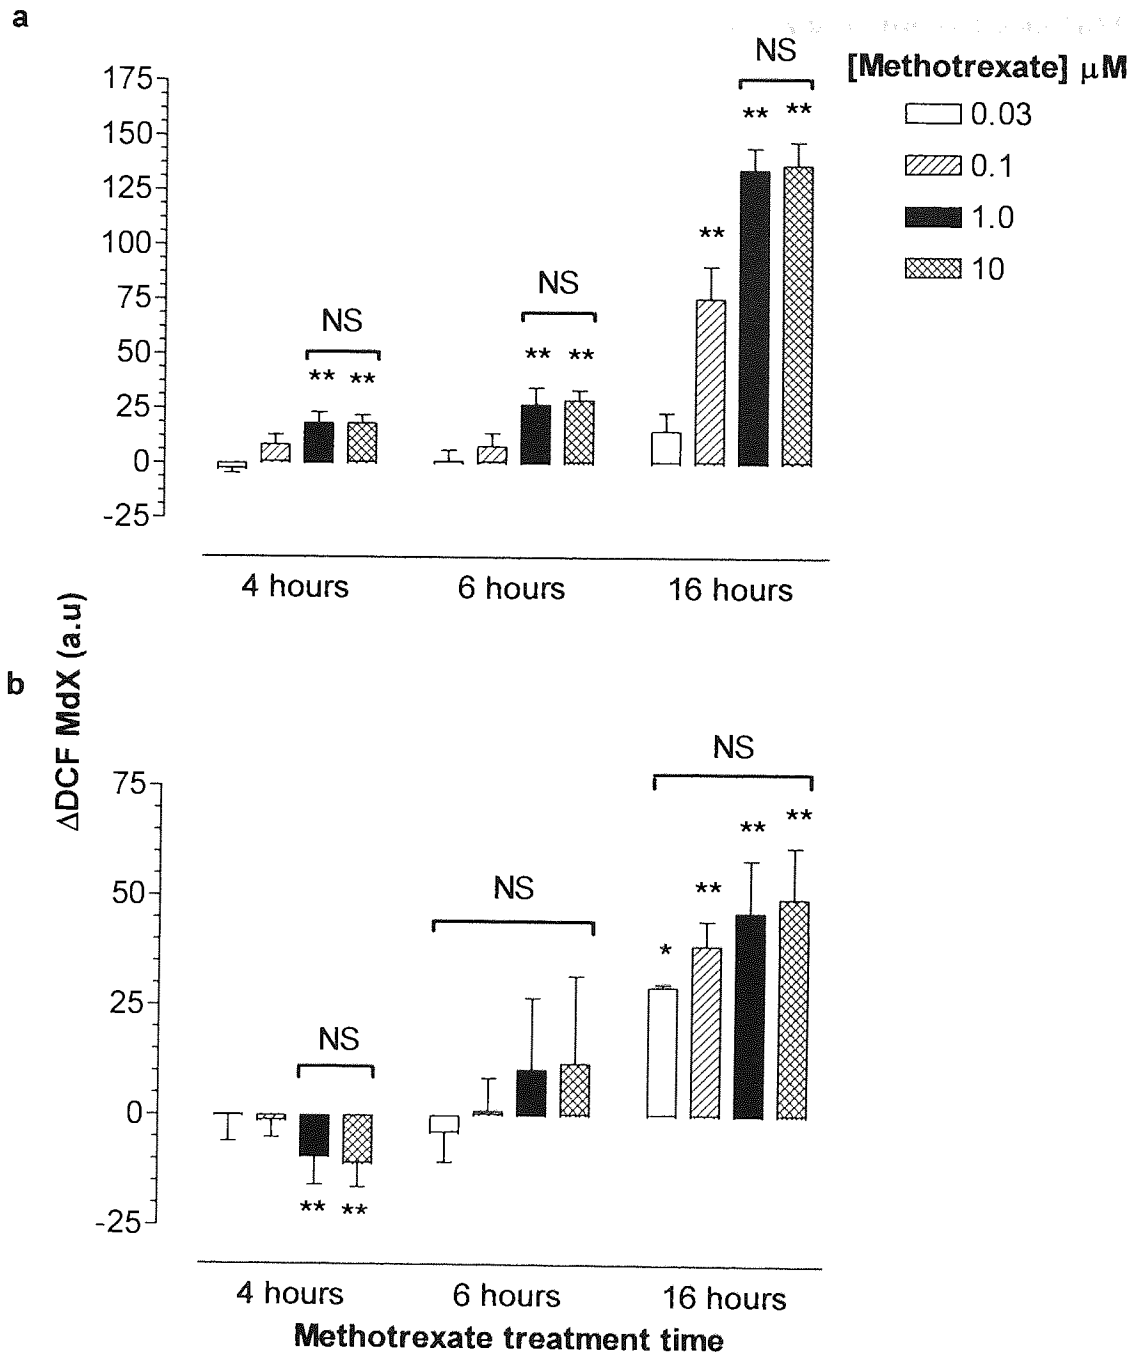 a
NS
[Methotrexate] µM
175
** **
0.03
150
0.1
125
1.0
**
100
10
NS
75
NS
** **
50
** **
25
0
-25
4 hours 6 hours 16 hours
ΔDCF MdX (a.u)
b
NS
75
** **
NS
**
50
*
25
NS
0
** **
-25
4 hours 6 hours 16 hours
Methotrexate treatment time